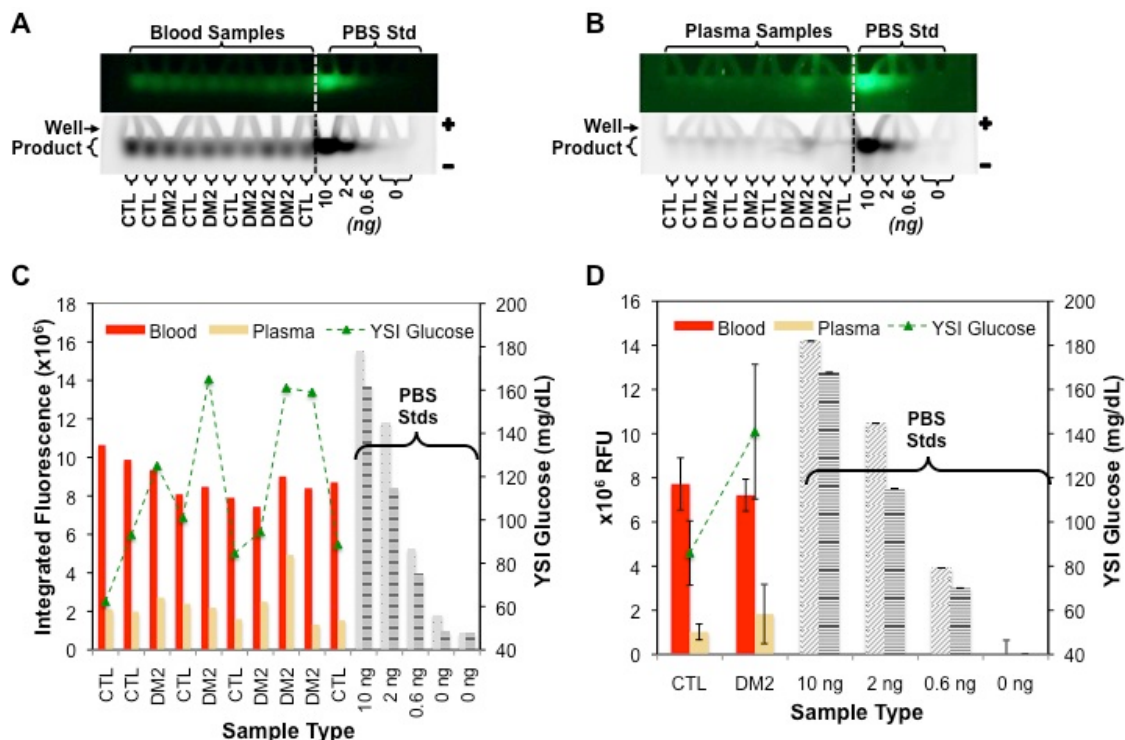 A
Blood Samples PBS Std
Well
Product
+
-
CTL CTL DM2 CTL DM2 CTL DM2 DM2 DM2 CTL 10 2 0.6 0
(ng)
B
Plasma Samples PBS Std
Well
Product
+
-
CTL CTL DM2 CTL DM2 CTL DM2 DM2 DM2 CTL 10 2 0.6 0
(ng)
C
Integrated Fluorescence (x10⁶)
18
16
14
12
10
8
6
4
2
0
Blood Plasma YSI Glucose
PBS
Stds
200
180
160
140
120
100
80
60
40
YSI Glucose (mg/dL)
CTL CTL DM2 CTL DM2 CTL DM2 DM2 DM2 CTL 10 ng 2 ng 0.6 ng 0 ng 0 ng
Sample Type
D
x10⁶ RFU
16
14
12
10
8
6
4
2
0
Blood Plasma YSI Glucose
PBS
Stds
200
180
160
140
120
100
80
60
40
YSI Glucose (mg/dL)
CTL DM2 10 ng 2 ng 0.6 ng 0 ng
Sample Type